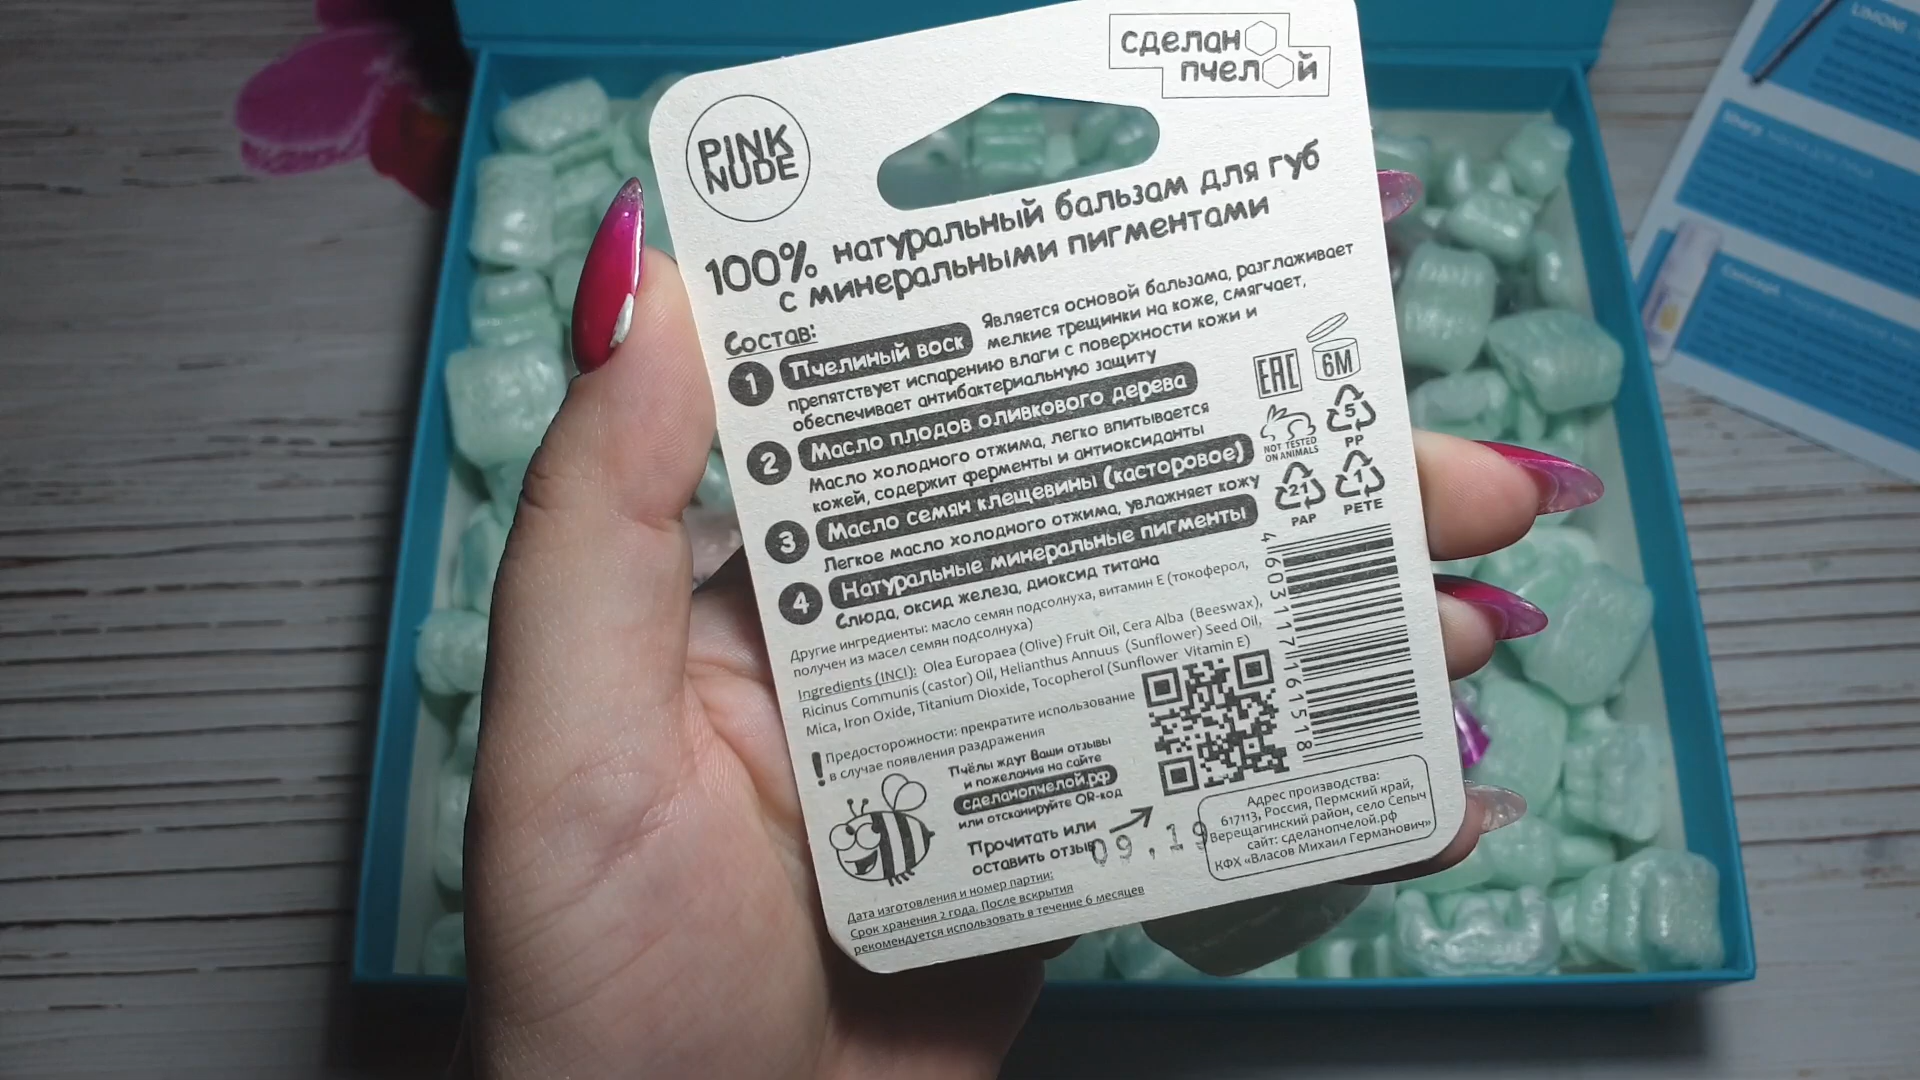 сделано
пчелой
PINK
NUDE
100% натуральный бальзам для губ
с минеральными пигментами
Состав:
1 Пчелиный воск Является основой бальзама, разглаживает
мелкие трещинки на коже, смягчает,
препятствует испарению влаги с поверхности кожи и
обеспечивает антибактериальную защиту
2 Масло плодов оливкового дерева
Масло холодного отжима, легко впитывается
кожей, содержит ферменты и антиоксиданты
3 Масло семян клещевины (касторовое)
Легкое масло холодного отжима, увлажняет кожу
4 Натуральные минеральные пигменты
Слюда, оксид железа, диоксид титана
Другие ингредиенты: масло семян подсолнуха, витамин Е (токоферол,
получен из масел семян подсолнуха)
Ingredients (INCI): Olea Europaea (Olive) Fruit Oil, Cera Alba (Beeswax),
Ricinus Communis (castor) Oil, Helianthus Annuus (Sunflower) Seed Oil,
Mica, Iron Oxide, Titanium Dioxide, Tocopherol (Sunflower Vitamin E)
! Предосторожности: прекратите использование
в случае появления раздражения
Пчёлы ждут Ваши отзывы
и пожелания на сайте
сделанопчелой.рф
или отсканируйте QR-код
Прочитать или
оставить отзыв
09.19
Дата изготовления и номер партии:
Срок хранения 2 года. После вскрытия
рекомендуется использовать в течение 6 месяцев
EAC
6M
NOT TESTED
ON ANIMALS
5
PP
21
PAP
1
PETE
4 603117 161518
Адрес производства:
617113, Россия, Пермский край,
Верещагинский район, село Сепыч
сайт: сделанопчелой.рф
КФХ «Власов Михаил Германович»
LIMONI